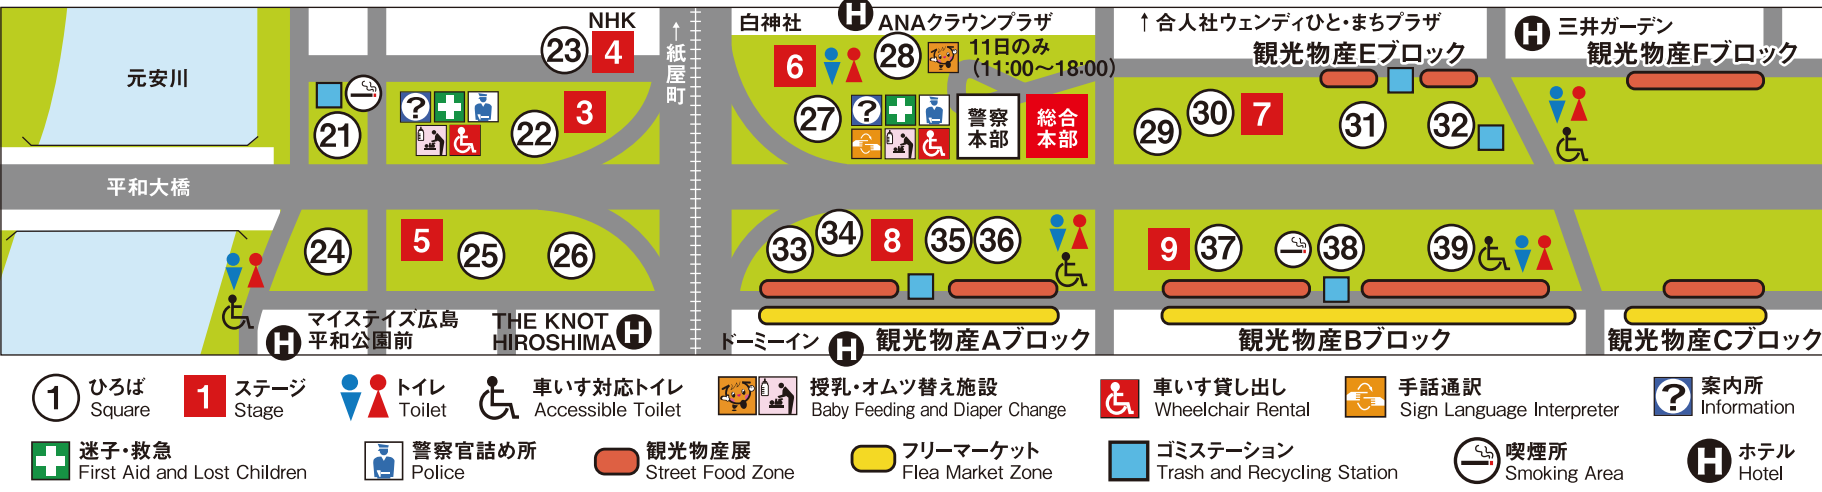 NHK
↑紙屋町
白神社
H
ANAクラウンプラザ
↑合人社ウェンディひと・まちプラザ
H
三井ガーデン
元安川
23
4
6
28
11日のみ
(11:00～18:00)
観光物産Eブロック
観光物産Fブロック
21
?
22
3
27
?
警察
本部
総合
本部
29
30
7
31
32
平和大橋
24
5
25
26
33
34
8
35
36
9
37
38
39
H
マイステイズ広島
平和公園前
THE KNOT
HIROSHIMA
H
ドーミーイン
H
観光物産Aブロック
観光物産Bブロック
観光物産Cブロック
1
ひろば
Square
1
ステージ
Stage
トイレ
Toilet
車いす対応トイレ
Accessible Toilet
授乳・オムツ替え施設
Baby Feeding and Diaper Change
車いす貸し出し
Wheelchair Rental
手話通訳
Sign Language Interpreter
?
案内所
Information
迷子・救急
First Aid and Lost Children
警察官詰め所
Police
観光物産展
Street Food Zone
フリーマーケット
Flea Market Zone
ゴミステーション
Trash and Recycling Station
喫煙所
Smoking Area
H
ホテル
Hotel